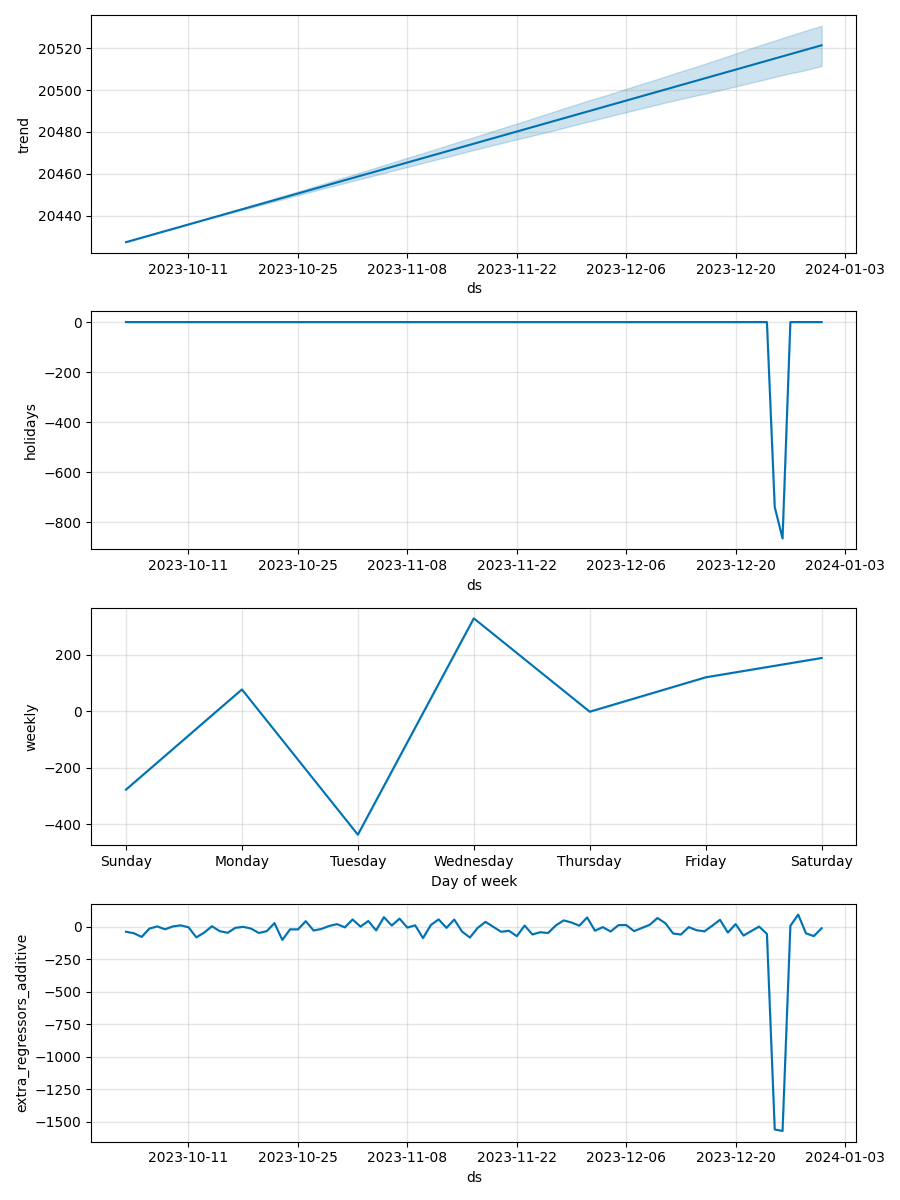 20520
20500
20480
20460
20440
trend
2023-10-11 2023-10-25 2023-11-08 2023-11-22 2023-12-06 2023-12-20 2024-01-03
ds
0
−200
−400
−600
−800
holidays
2023-10-11 2023-10-25 2023-11-08 2023-11-22 2023-12-06 2023-12-20 2024-01-03
ds
200
0
−200
−400
weekly
Sunday Monday Tuesday Wednesday Thursday Friday Saturday
Day of week
0
−250
−500
−750
−1000
−1250
−1500
extra_regressors_additive
2023-10-11 2023-10-25 2023-11-08 2023-11-22 2023-12-06 2023-12-20 2024-01-03
ds